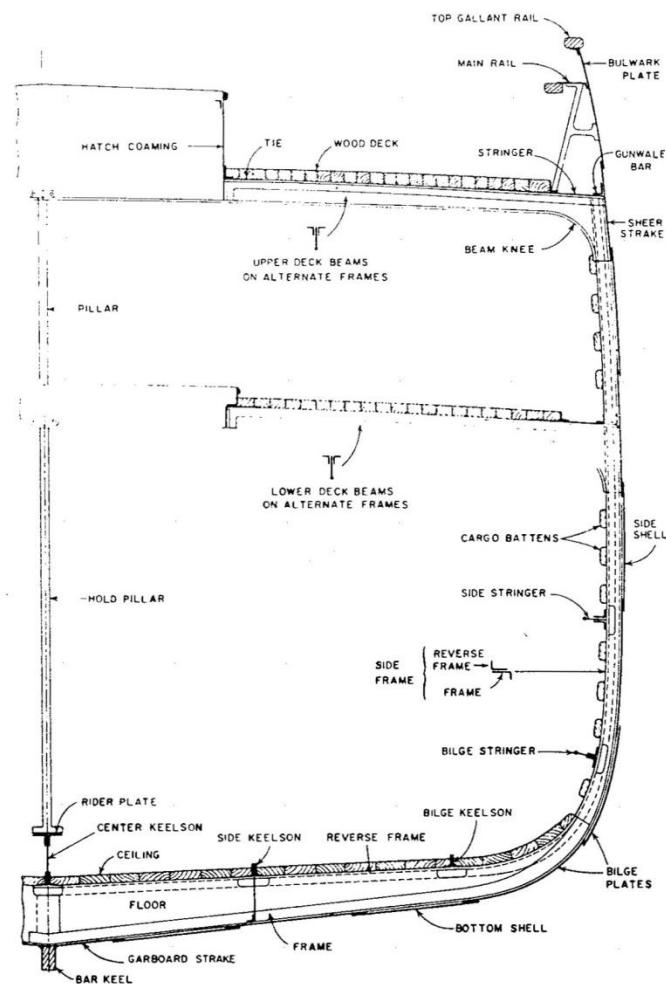 TOP GALLANT RAIL
MAIN RAIL
BULWARK
PLATE
HATCH COAMING
TIE
WOOD DECK
STRINGER
GUNWALE
BAR
SHEER
STRAKE
BEAM KNEE
UPPER DECK BEAMS
ON ALTERNATE FRAMES
PILLAR
LOWER DECK BEAMS
ON ALTERNATE FRAMES
CARGO BATTENS
SIDE
SHELL
HOLD PILLAR
SIDE STRINGER
SIDE
FRAME
REVERSE
FRAME
FRAME
BILGE STRINGER
RIDER PLATE
CENTER KEELSON
SIDE KEELSON
BILGE KEELSON
CEILING
REVERSE FRAME
BILGE
PLATES
FLOOR
FRAME
BOTTOM SHELL
GARBOARD STRAKE
BAR KEEL